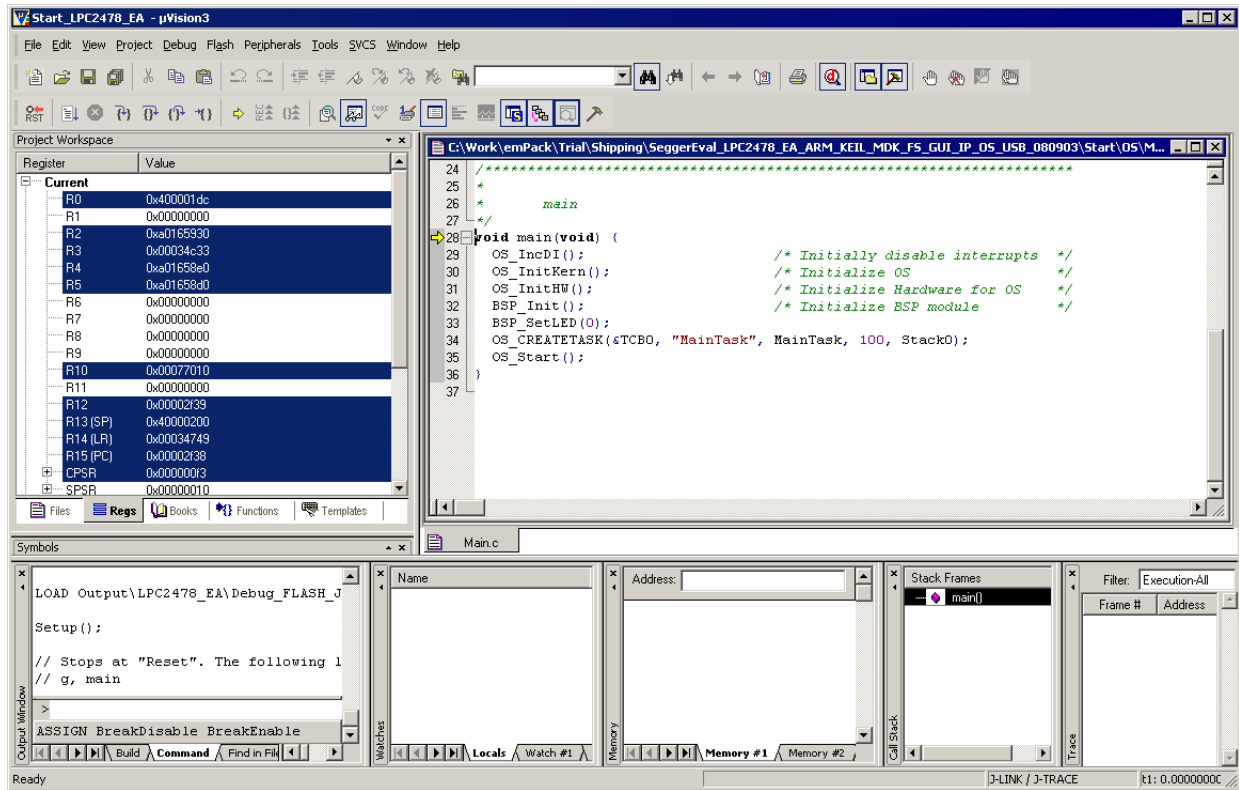 Start_LPC2478_EA - µVision3
File Edit View Project Debug Flash Peripherals Tools SVCS Window Help
RST CODE
Project Workspace
Register Value
Current
R0 0x400001dc
R1 0x00000000
R2 0xa0165930
R3 0x00034c33
R4 0xa01658e0
R5 0xa01658d0
R6 0x00000000
R7 0x00000000
R8 0x00000000
R9 0x00000000
R10 0x00077010
R11 0x00000000
R12 0x00002f39
R13 (SP) 0x40000200
R14 (LR) 0x00034749
R15 (PC) 0x00002f38
CPSR 0x000000f3
SPSR 0x00000010
Files Regs Books Functions Templates
C:\Work\emPack\Trial\Shipping\SeggerEval_LPC2478_EA_ARM_KEIL_MDK_FS_GUI_IP_OS_USB_080903\Start\OS\M...
24 /*********************************************************************
25 *
26 * main
27 */
28 void main(void) {
29 OS_IncDI(); /* Initially disable interrupts */
30 OS_InitKern(); /* Initialize OS */
31 OS_InitHW(); /* Initialize Hardware for OS */
32 BSP_Init(); /* Initialize BSP module */
33 BSP_SetLED(0);
34 OS_CREATETASK(&TCB0, "MainTask", MainTask, 100, Stack0);
35 OS_Start();
36 }
37
Main.c
Symbols
LOAD Output\LPC2478_EA\Debug_FLASH_J
Setup();
// Stops at "Reset". The following l
// g, main
>
ASSIGN BreakDisable BreakEnable
Build Command Find in File
Output Window
Name
Locals Watch #1
Watches
Address:
Memory #1 Memory #2
Memory
Stack Frames
main()
Call Stack
Filter: Execution-All
Frame # Address
Trace
Ready J-LINK / J-TRACE t1: 0.0000000C